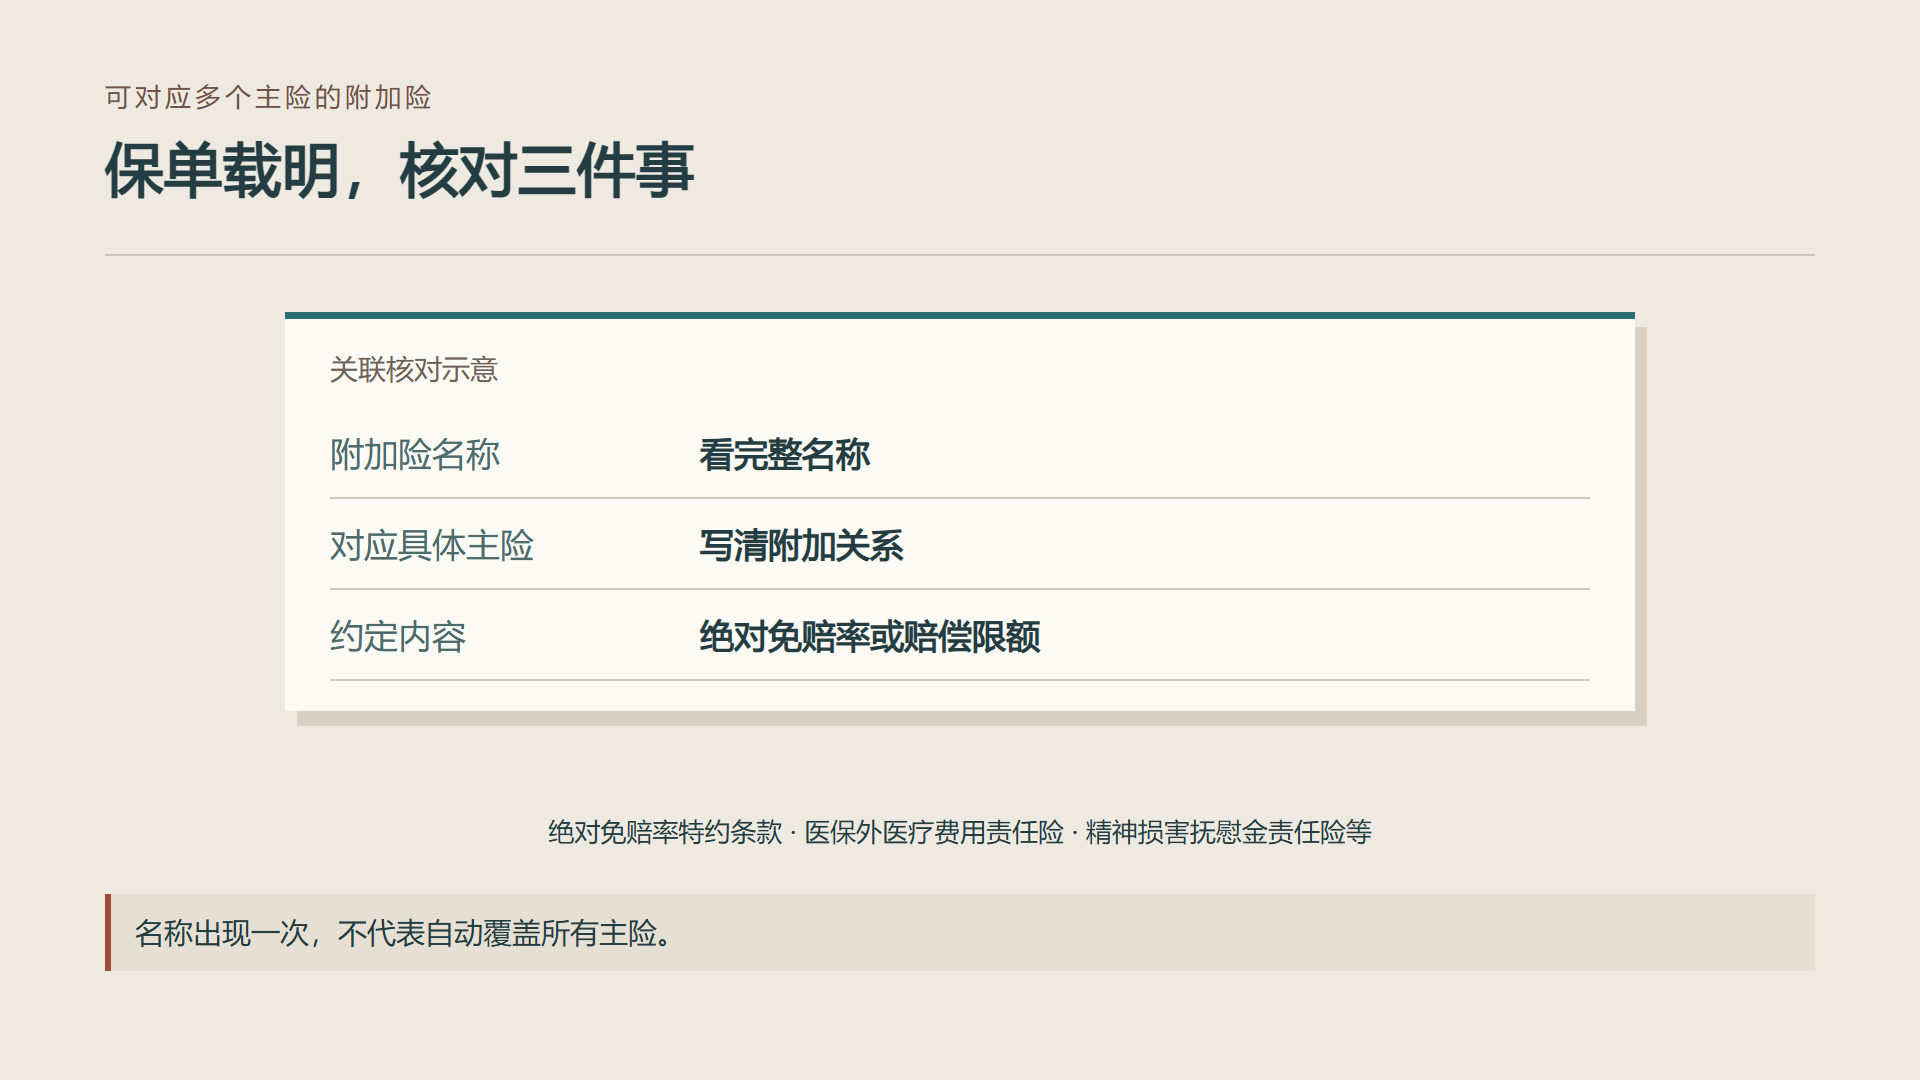 可对应多个主险的附加险
保单载明，核对三件事
关联核对示意
附加险名称 看完整名称
对应具体主险 写清附加关系
约定内容 绝对免赔率或赔偿限额
绝对免赔率特约条款 · 医保外医疗费用责任险 · 精神损害抚慰金责任险等
名称出现一次，不代表自动覆盖所有主险。